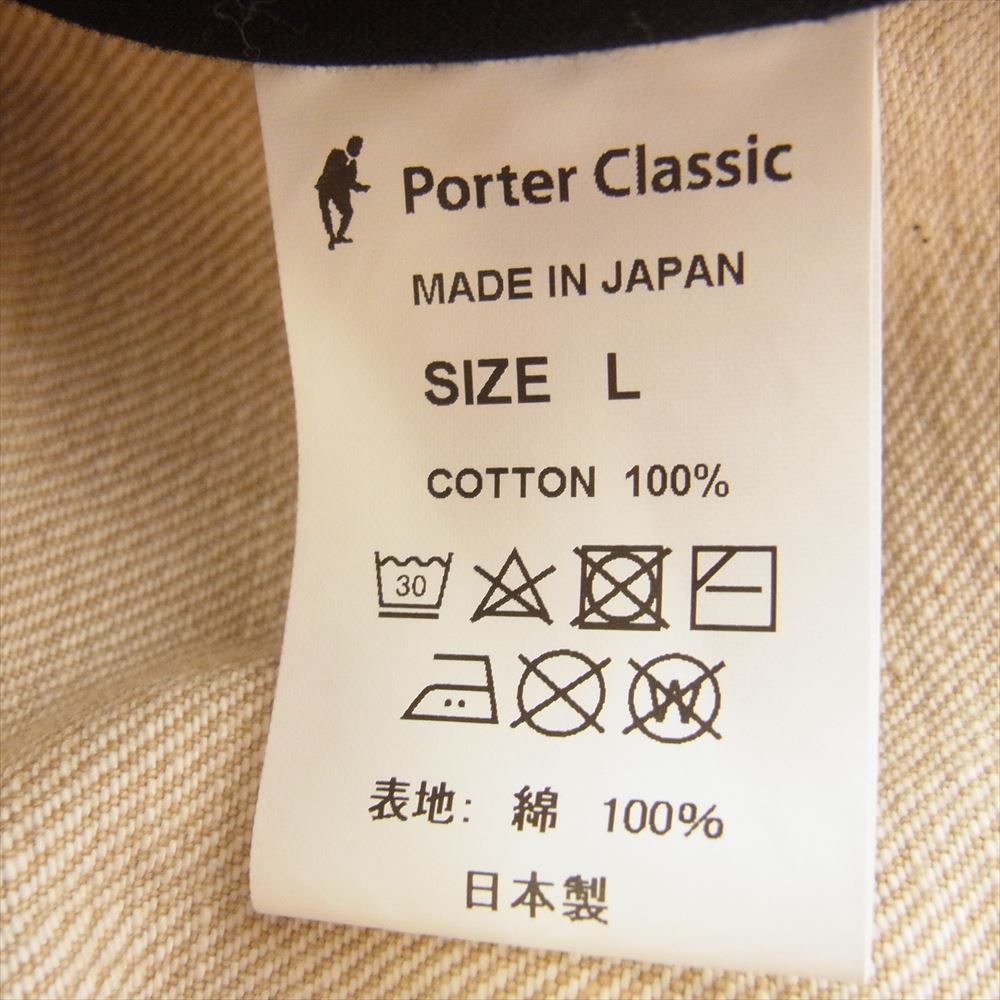 Porter Classic
MADE IN JAPAN
SIZE L
COTTON 100%
30
W
表地: 綿 100%
日本製